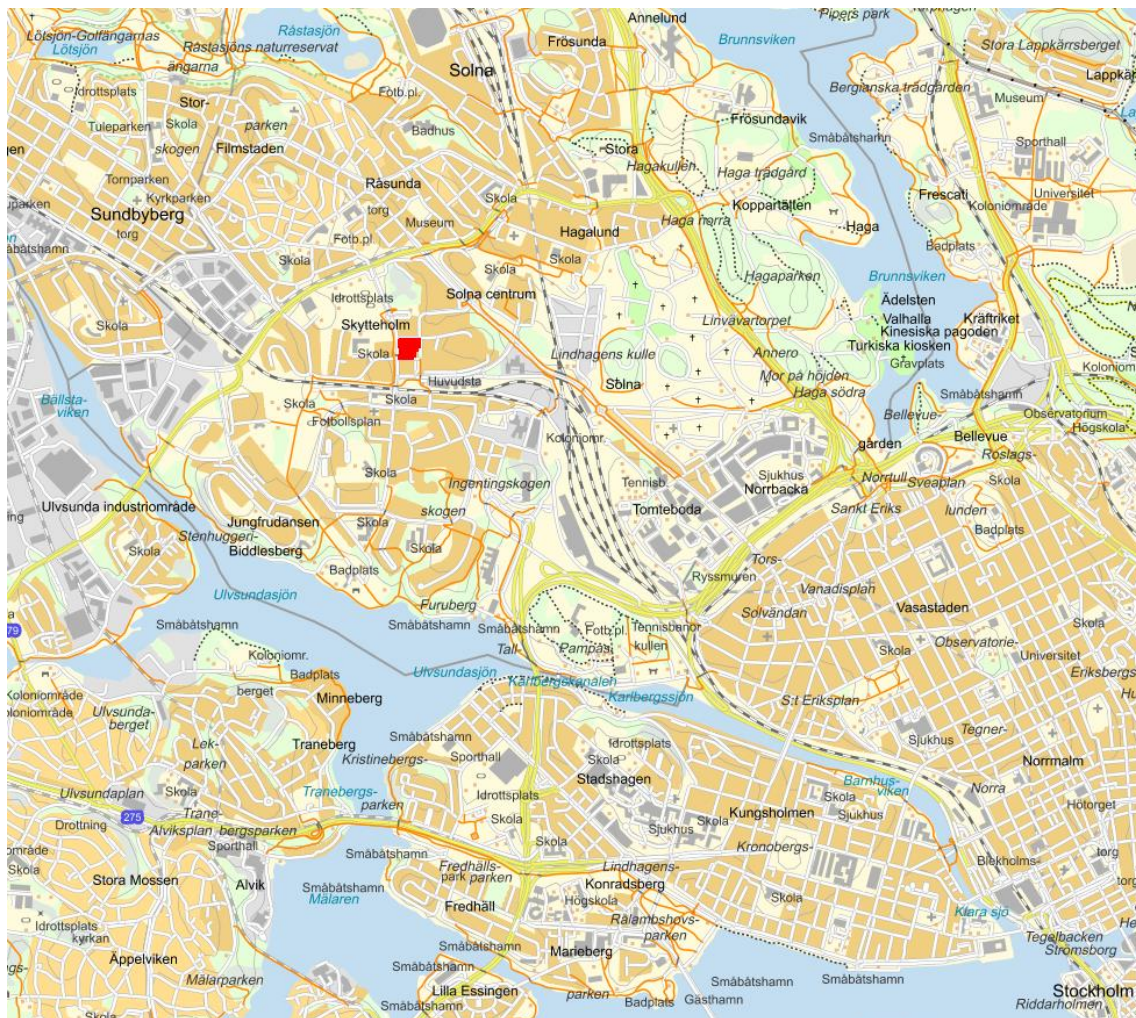 Lötsjön-Golfängarnas
Lötsjön
Råstasjön
Råstasjöns naturreservat
ängarna
Annelund
Frösunda
Solna
Brunnsviken
Pipers park
Stora Lappkärrsberget
Lappkär
Idrottsplats
Stor-
Fotb.pl.
Bergianska trädgården
Museum
Tuleparken
Skola
parken
Badhus
Frösundavik
Småbåtshamn
Sporthall
skogen
Filmstaden
Stora
Hagakullen
Haga trädgård
Tornparken
Kyrkparken
Råsunda
Skola
Koppartälten
Frescati
Universitet
Koloniområde
Sundbyberg
torg
torg
Museum
Haga norra
Haga
Fotb.pl
Hagalund
Badplats
Skola
Skola
Skola
Hagaparken
Brunnsviken
Idrottsplats
Solna centrum
Ädelsten
Skola
Skytteholm
Linvävartorpet
Valhalla
Kräftriket
Kinesiska pagoden
Skola
Lindhagens kulle
Annero
Turkiska kiosken
Gravplats
Huvudsta
Solna
Mor på höjden
Haga södra
Småbåtshamn
Bällsta-
viken
Skola
Skola
Fotbollsplan
Bellevue-
Observatorium
Högskola
Koloniomr.
gården
Bellevue
Roslags-
Skola
Ingentingskogen
Tennisb.
Sjukhus
Norrbacka
Norrtull
Sveaplan
Skola
Ulvsunda industriområde
skogen
Tomteboda
Sankt Eriks
lunden
Badplats
Jungfrudansen
Skola
Stenhuggeri-
Biddlesberg
Skola
Skola
Tors-
Badplats
Ryssmuren
Vanadisplan
Ulvsundasjön
Furuberg
Solvändan
Vasastaden
Småbåtshamn
Småbåtshamn
Småbåtshamn
Fotb.pl.
Tennisbanor
Skola
279
Tall-
Pampas
kullen
Observatorie-
Koloniomr.
Skola
Universitet
Badplats
Ulvsundasjön
Karlbergskanalen
Eriksbergs-
Koloniområde
berget
Minneberg
Karlbergssjön
S:t Eriksplan
Ulvsunda-
berget
Tegner-
Lek-
parken
Traneberg
Småbåtshamn
Idrottsplats
Sjukhus
Kristinebergs-
Sporthall
Skola
Norrmalm
Stadshagen
Ulvsundaplan
Skola
Tranebergs-
parken
Idrottsplats
Barnhus-
viken
Norra
275
Trane-
Skola
Hötorget
Drottning
Alviksplan
bergsparken
Kungsholmen
Sjukhus
Sporthall
Skola
Sjukhus
Skola
Kronobergs-
Småbåtshamn
Fredhälls-
Lindhagens-
Blekholms-
torg
Skola
park
parken
Stora Mossen
Alvik
Småbåtshamn
Konradsberg
Mälaren
Högskola
Skola
Fredhäll
Rålambshovs-
parken
Klara sjö
Idrottsplats
kyrkan
Småbåtshamn
Marieberg
Tegelbacken
Strömsborg
Äppelviken
Småbåtshamn
Småbåtshamn
Småbåtshamn
Mälarparken
Lilla Essingen
parken
Badplats
Gästhamn
Stockholm
Riddarholmen
Skola